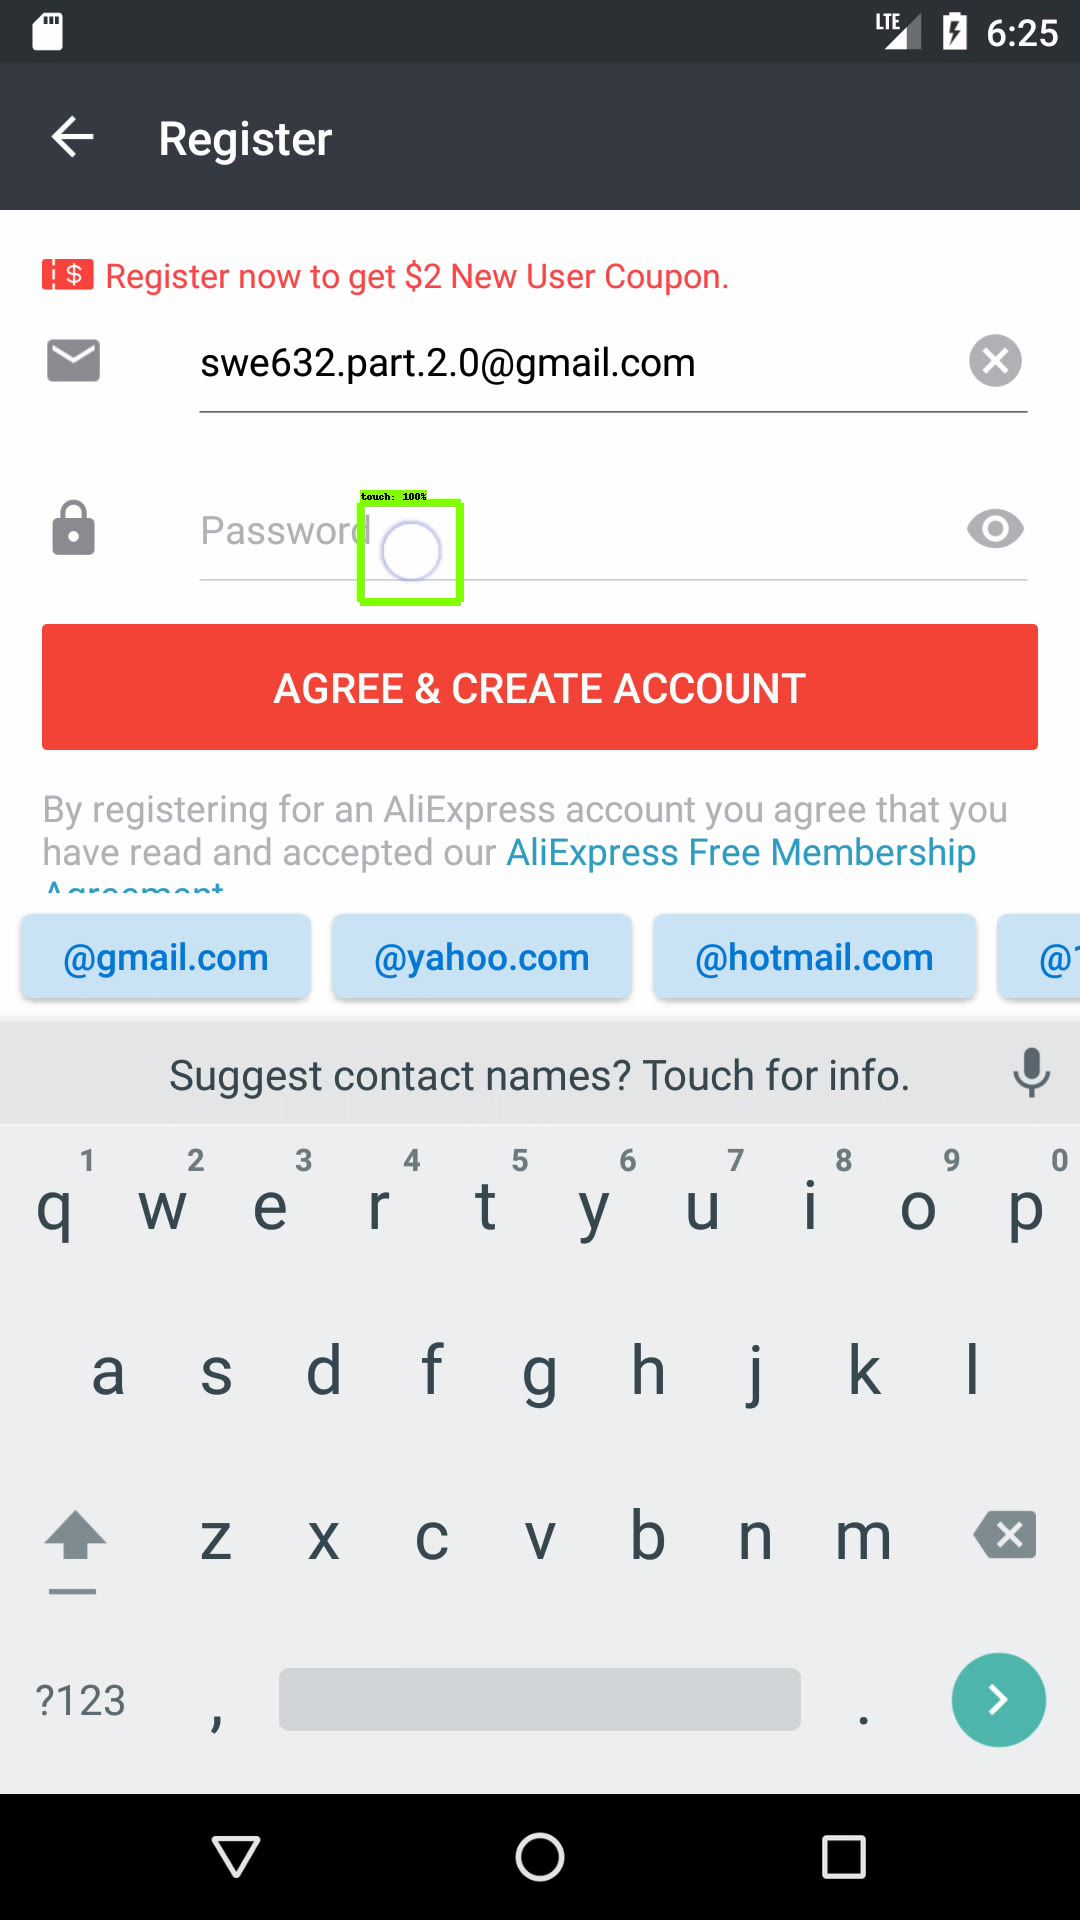 LTE 6:25
Register
$ Register now to get $2 New User Coupon.
swe632.part.2.0@gmail.com
touch: 100%
Password
AGREE & CREATE ACCOUNT
By registering for an AliExpress account you agree that you
have read and accepted our AliExpress Free Membership
Agreement
@gmail.com @yahoo.com @hotmail.com @1
Suggest contact names? Touch for info.
1 2 3 4 5 6 7 8 9 0
q w e r t y u i o p
a s d f g h j k l
z x c v b n m
?123 , .